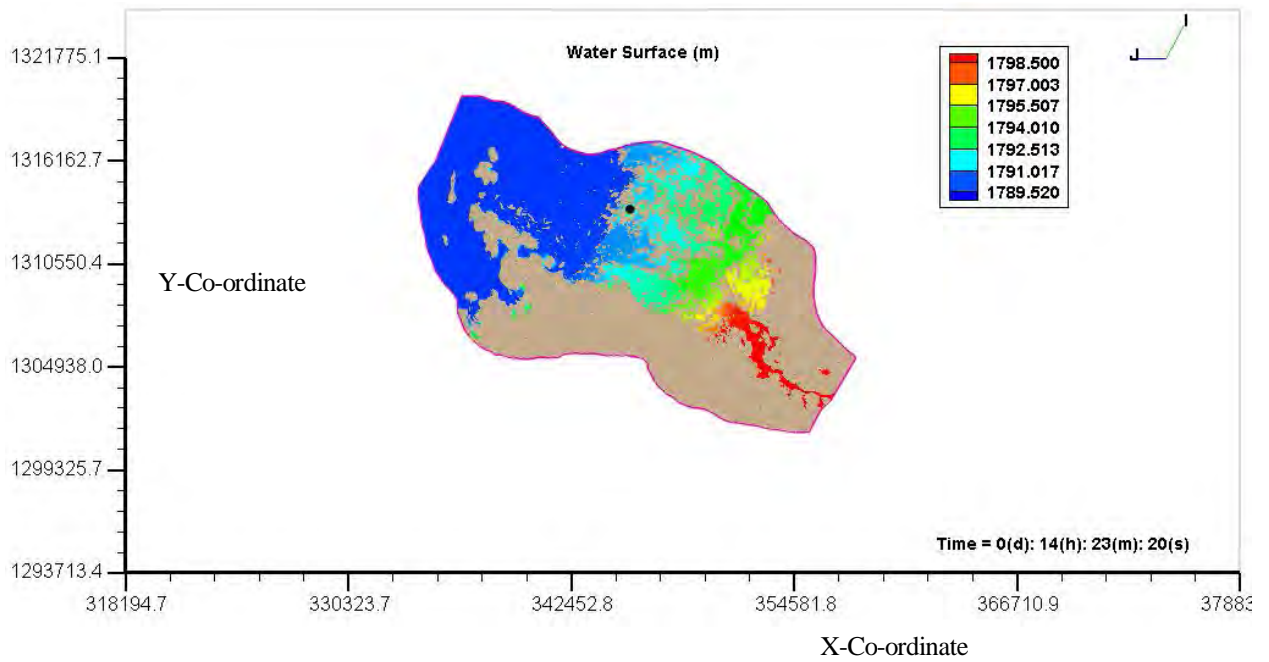 1321775.1
1316162.7
1310550.4
1304938.0
1299325.7
1293713.4
Y-Co-ordinate
Water Surface (m)
1798.500
1797.003
1795.507
1794.010
1792.513
1791.017
1789.520
I
J
Time = 0(d): 14(h): 23(m): 20(s)
318194.7 330323.7 342452.8 354581.8 366710.9 37883
X-Co-ordinate